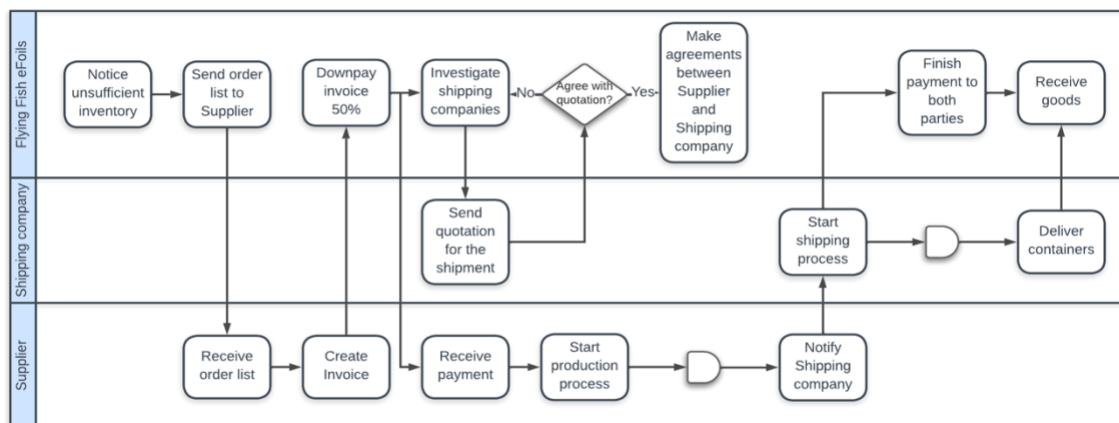 Flying Fish eFoils
Notice
unsufficient
inventory
Send order
list to
Supplier
Downpay
invoice
50%
Investigate
shipping
companies
No
Agree with
quotation?
Yes
Make
agreements
between
Supplier
and
Shipping
company
Finish
payment to
both
parties
Receive
goods
Shipping company
Send
quotation
for the
shipment
Start
shipping
process
Deliver
containers
Supplier
Receive
order list
Create
Invoice
Receive
payment
Start
production
process
Notify
Shipping
company